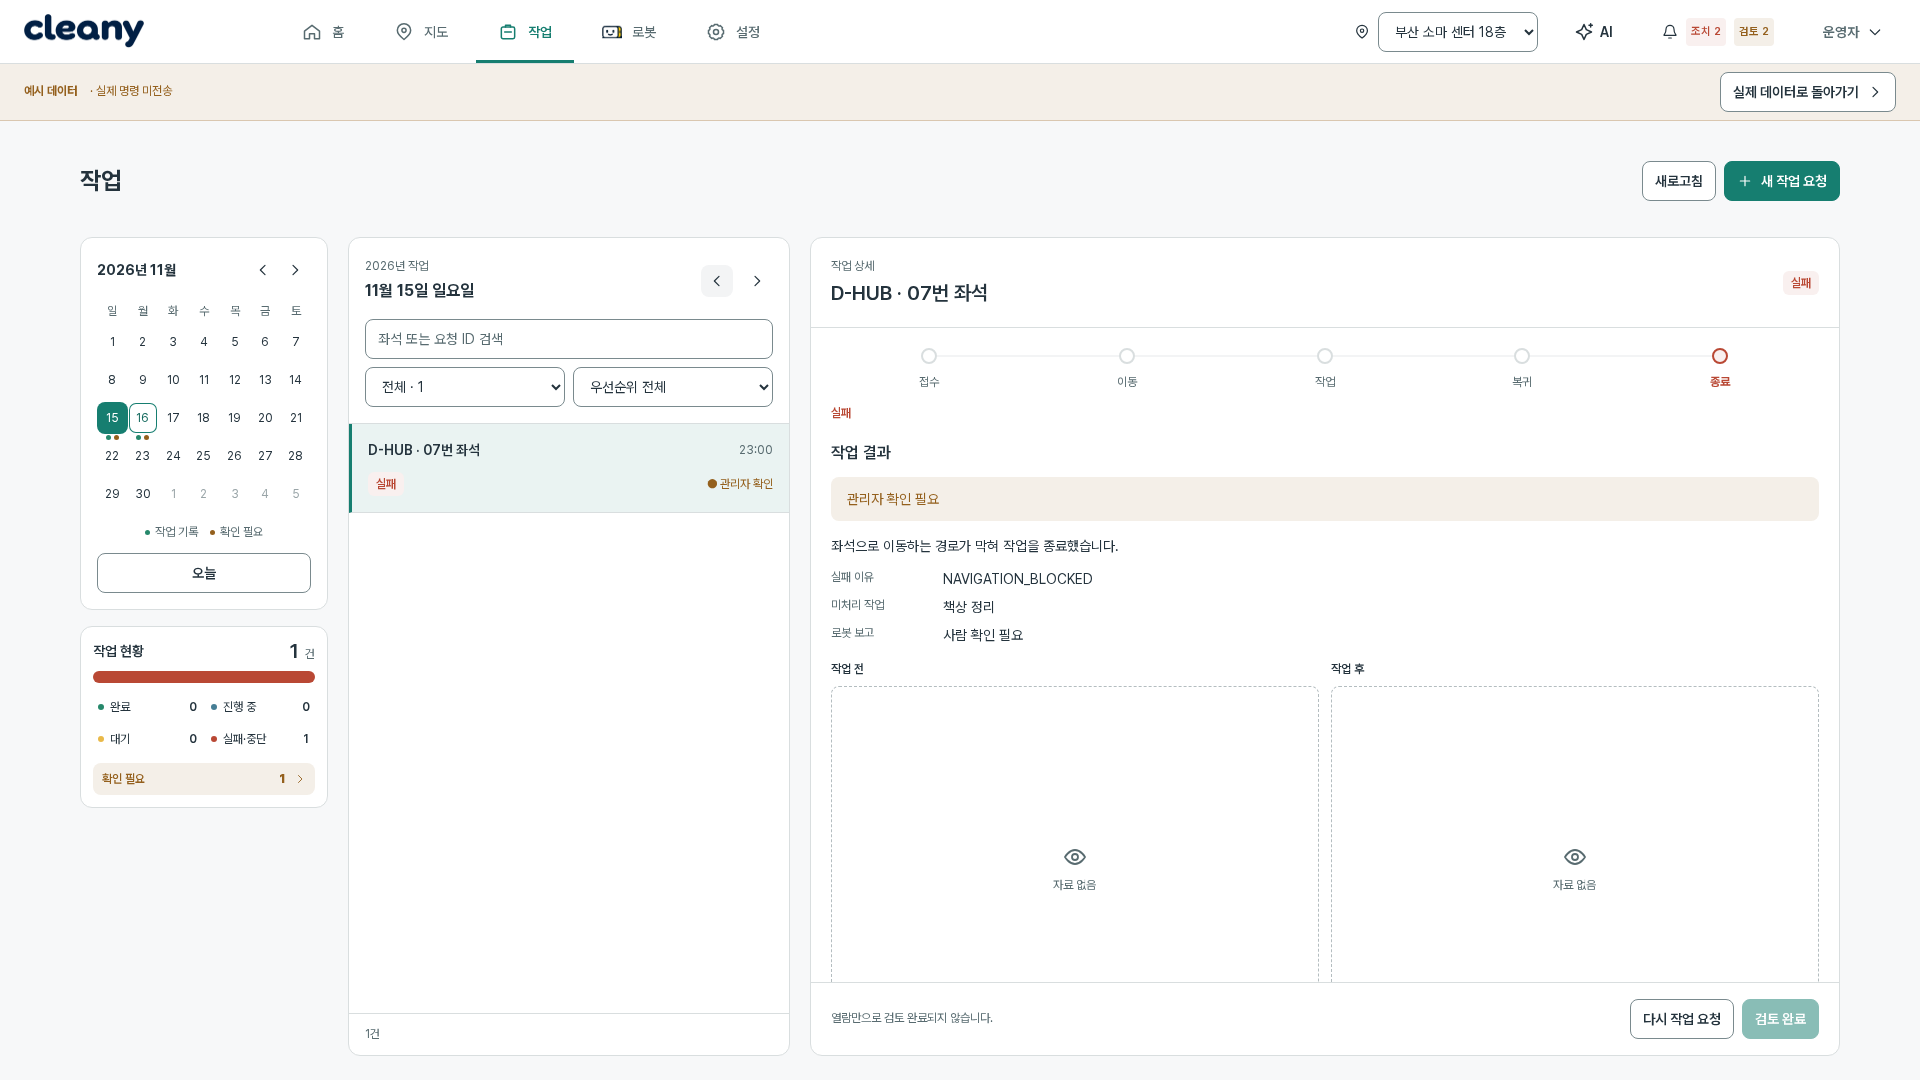 cleany
홈
지도
작업
로봇
설정
부산 소마 센터 18층
AI
조치 2
검토 2
운영자
예시 데이터 · 실제 명령 미전송
실제 데이터로 돌아가기
작업
새로고침
새 작업 요청
2026년 11월
일 월 화 수 목 금 토
1 2 3 4 5 6 7
8 9 10 11 12 13 14
15 16 17 18 19 20 21
22 23 24 25 26 27 28
29 30 1 2 3 4 5
작업 기록 확인 필요
오늘
작업 현황 1 건
완료 0 진행 중 0
대기 0 실패·중단 1
확인 필요 1
2026년 작업
11월 15일 일요일
좌석 또는 요청 ID 검색
전체 · 1
우선순위 전체
D-HUB · 07번 좌석 23:00
실패 관리자 확인
1건
작업 상세
D-HUB · 07번 좌석
실패
접수 이동 작업 복귀 종료
실패
작업 결과
관리자 확인 필요
좌석으로 이동하는 경로가 막혀 작업을 종료했습니다.
실패 이유 NAVIGATION_BLOCKED
미처리 작업 책상 정리
로봇 보고 사람 확인 필요
작업 전 작업 후
자료 없음 자료 없음
열람만으로 검토 완료되지 않습니다.
다시 작업 요청
검토 완료